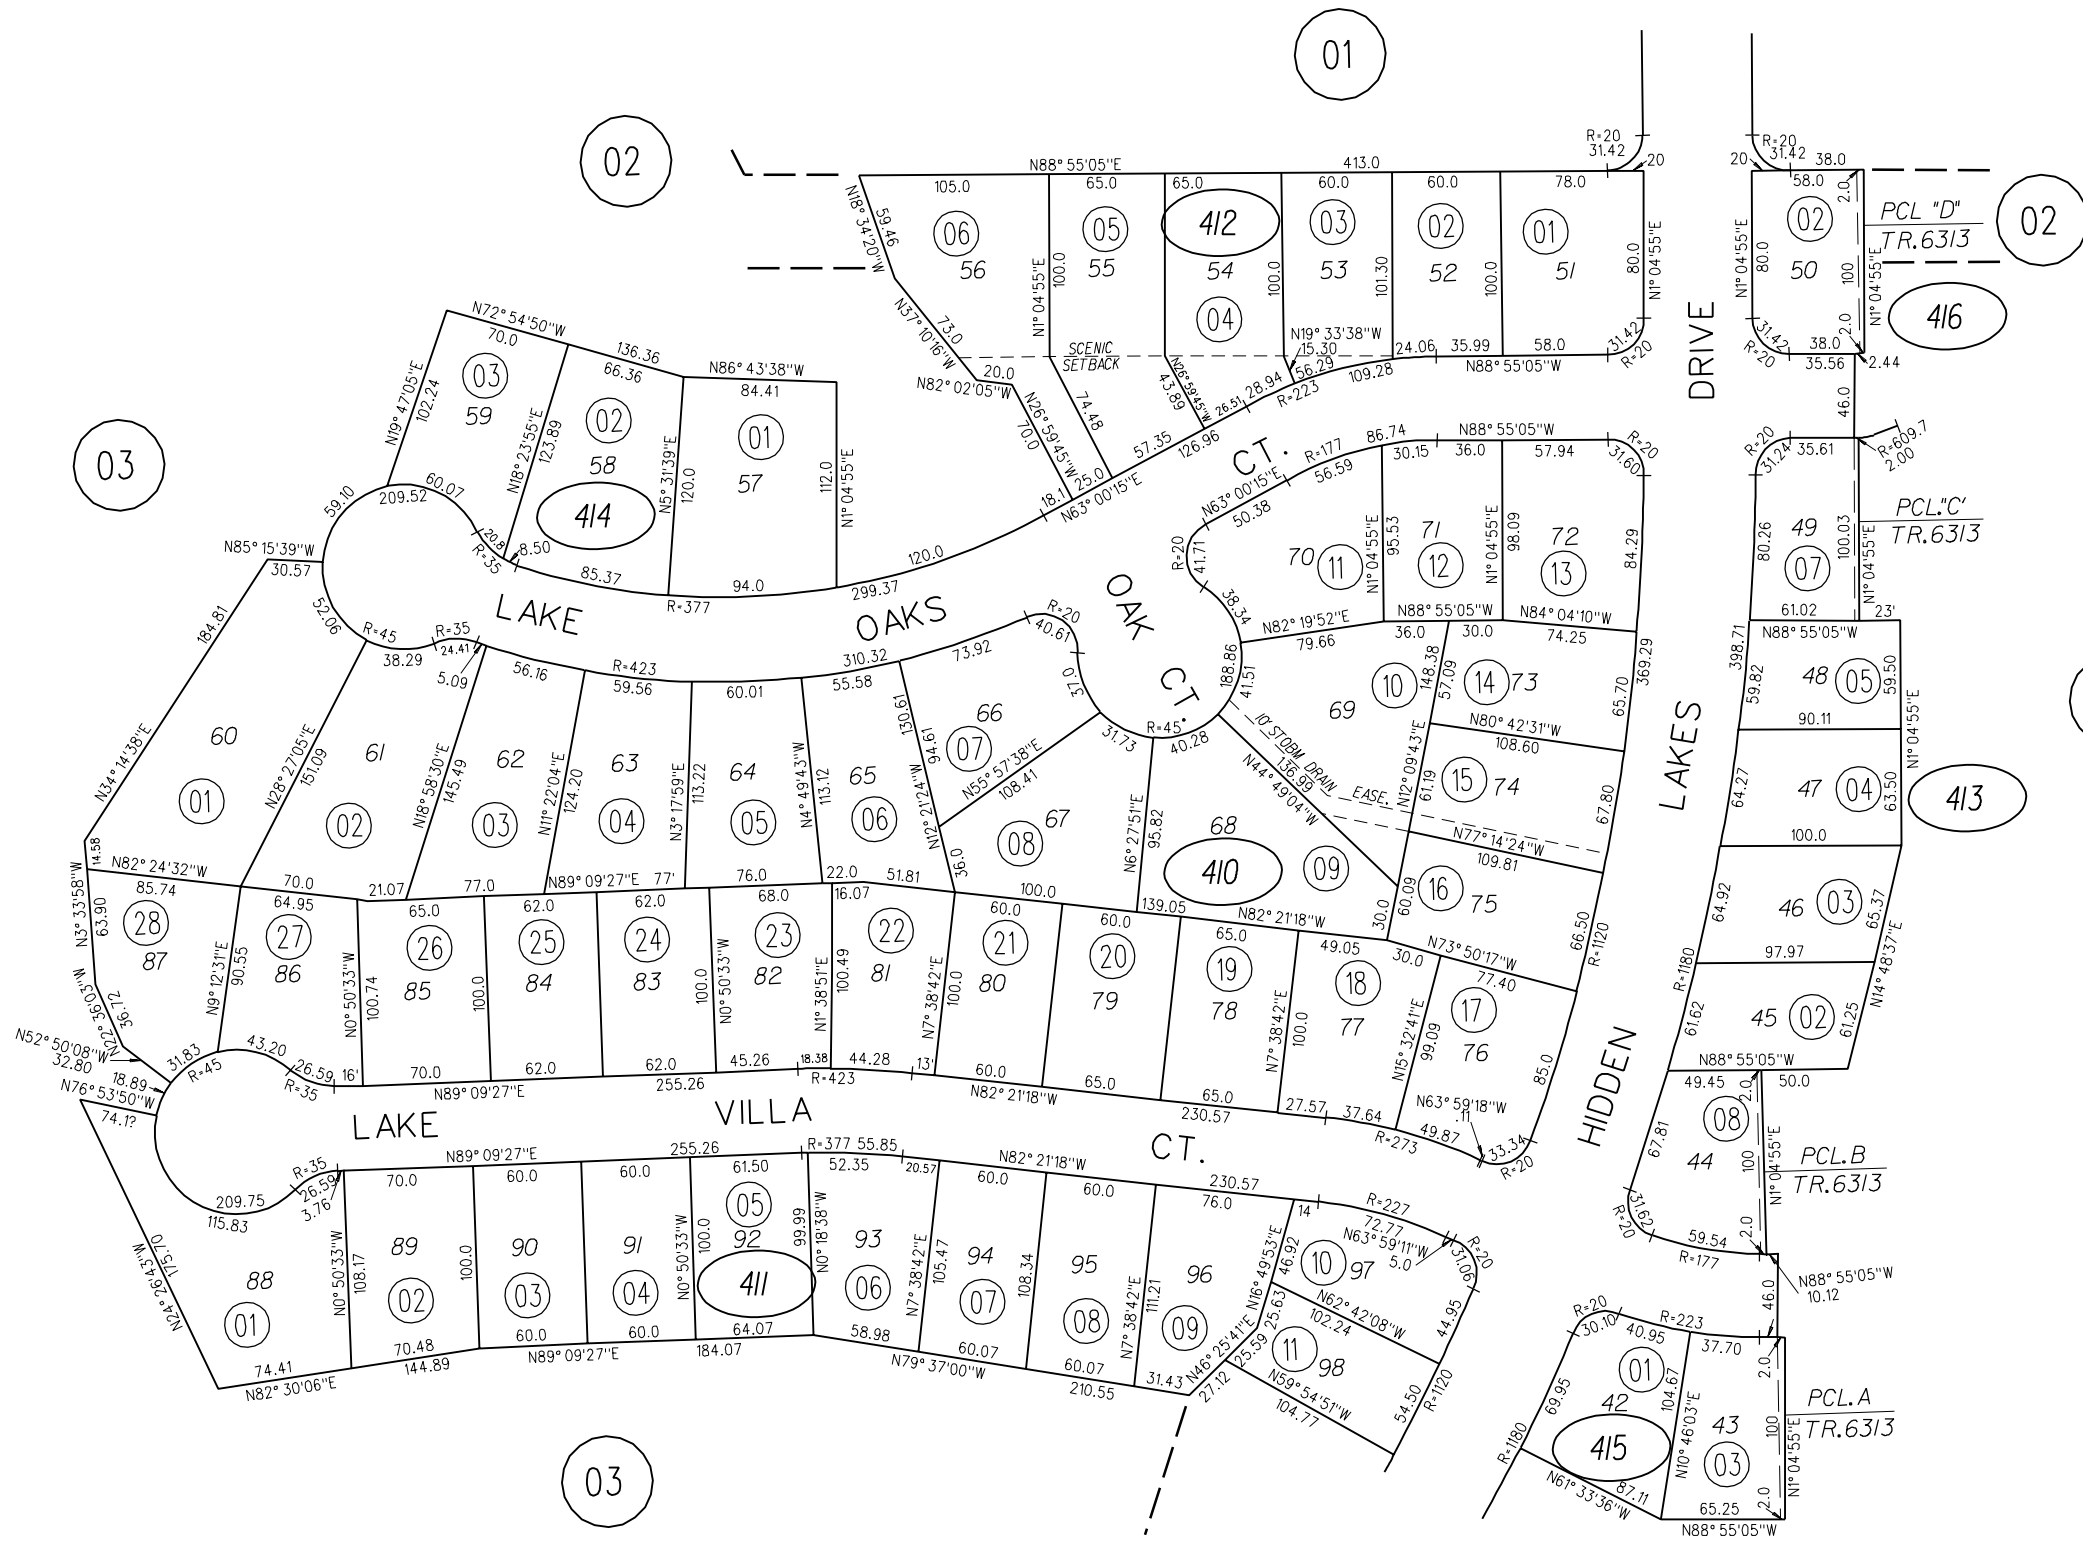 01
02
02
03
03
N88°55'05"E
413.0
105.0
65.0
65.0
60.0
60.0
78.0
R=20
31.42
20
R=20
31.42
20
38.0
58.0
2.0
N18°34'20"W
59.46
06
56
N1°04'55"E
100.0
05
55
412
54
04
100.0
03
53
101.30
02
52
100.0
01
51
80.0
N1°04'55"E
N1°04'55"E
80.0
02
50
100
2.0
N1°04'55"E
PCL "D"
TR.6313
416
N37°10'16"W
73.0
SCENIC
SETBACK
N19°33'38"W
15.30
24.06
35.99
58.0
31.42
R=20
31.42
R=20
38.0
35.56
2.44
20.0
N82°02'05"W
N26°59'45"W
70.0
74.48
N26°59'45"W
43.89
26.51
28.94
56.29
R=223
109.28
N88°55'05"W
57.35
126.96
18.1
25.0
N63°00'15"E
DRIVE
46.0
N72°54'50"W
70.0
136.36
66.36
N86°43'38"W
84.41
N19°47'05"E
102.24
03
59
N18°23'55"E
123.89
02
58
414
N5°31'39"E
120.0
01
57
112.0
N1°04'55"E
59.10
209.52
60.07
20.8
R=35
8.50
85.37
R=377
94.0
299.37
120.0
CT.
N63°00'15"E
50.38
R=177
56.59
86.74
30.15
36.0
N88°55'05"W
57.94
R=20
31.60
R=20
31.24
35.61
R=609.7
2.00
PCL."C'
TR.6313
R=20
41.71
38.34
70
11
N1°04'55"E
95.53
71
12
N1°04'55"E
98.09
72
13
84.29
80.26
49
07
100.03
N1°04'55"E
61.02
23'
N88°55'05"W
N85°15'39"W
30.57
184.81
N34°14'38"E
52.06
R=45
38.29
R=35
24.41
5.09
LAKE
OAKS
OAK
CT.
R=20
40.61
37.0
56.16
R=423
59.56
60.01
310.32
55.58
73.92
N82°19'52"E
79.66
N88°55'05"W
36.0
30.0
N84°04'10"W
74.25
369.29
398.71
59.82
48
05
59.50
N1°04'55"E
60
01
N28°27'05"E
151.09
61
02
N18°58'30"E
145.49
62
03
N11°22'04"E
124.20
63
04
N3°17'59"E
113.22
64
05
N4°49'43"W
113.12
65
06
130.61
94.61
N12°21'24"W
36.0
66
07
N55°57'38"E
108.41
31.73
R=45
40.28
41.51
188.86
67
08
N6°27'51"E
95.82
68
410
09
N44°49'04"W
136.99
10' STORM DRAIN
EASE.
69
10
148.38
57.09
N12°09'43"E
61.19
60.09
30.0
14
73
65.70
N80°42'31"W
108.60
15
74
67.80
N77°14'24"W
109.81
16
75
66.50
R=1120
LAKES
90.11
64.27
47
04
63.50
413
100.0
64.92
46
03
65.37
R=1180
97.97
N14°48'37"E
61.62
45
02
61.25
N88°55'05"W
49.45
50.0
14.58
N82°24'32"W
85.74
70.0
21.07
77.0
N89°09'27"E
77'
76.0
22.0
51.81
100.0
139.05
N82°21'18"W
N3°33'58"W
63.90
28
87
N22°36'03"W
36.72
N52°50'08"W
32.80
N76°53'50"W
74.1?
18.89
31.83
R=45
N9°12'31"E
90.55
64.95
27
86
43.20
26.59
R=35
16'
N0°50'33"W
100.74
65.0
26
85
70.0
100.0
62.0
25
84
62.0
N89°09'27"E
62.0
24
83
62.0
255.26
100.0
N0°50'33"W
68.0
23
82
45.26
18.38
R=423
16.07
N1°38'51"E
100.49
22
81
44.28
13'
N7°38'42"E
100.0
60.0
21
80
60.0
N82°21'18"W
60.0
20
79
65.0
65.0
19
78
65.0
230.57
N7°38'42"E
100.0
49.05
18
77
27.57
37.64
R=273
30.0
N73°50'17"W
77.40
N15°32'41"E
99.09
17
76
85.0
N63°59'18"W
.11
49.87
33.34
R=20
HIDDEN
67.81
08
44
2.0
100
N1°04'55"E
2.0
PCL.B
TR.6313
31.62
R=20
59.54
R=177
N88°55'05"W
10.12
46.0
LAKE
VILLA
CT.
209.75
115.83
R=35
26.59
3.76
N24°26'43"W
175.70
88
01
74.41
N82°30'06"E
N0°50'33"W
108.17
70.0
89
02
70.48
144.89
N89°09'27"E
100.0
60.0
90
03
60.0
N89°09'27"E
60.0
91
04
60.0
255.26
N0°50'33"W
100.0
61.50
05
92
411
64.07
184.07
R=377
55.85
52.35
20.57
99.99
N0°18'38"W
93
06
58.98
N79°37'00"W
N7°38'42"E
105.47
60.0
N82°21'18"W
94
07
60.07
108.34
60.0
95
08
60.07
210.55
N7°38'42"E
111.21
230.57
76.0
96
09
31.43
14
R=227
72.77
N63°59'11"W
5.0
31.06
R=20
N16°49'53"E
46.92
25.63
10
97
N62°42'08"W
102.24
44.95
N46°25'41"E
25.59
27.12
11
98
N59°54'51"W
104.77
54.50
R=1120
R=20
30.10
40.95
R=223
37.70
69.95
R=1180
01
42
415
104.67
N10°46'03"E
43
03
2.0
100
2.0
N1°04'55"E
PCL.A
TR.6313
N61°33'36"W
87.11
65.25
N88°55'05"W